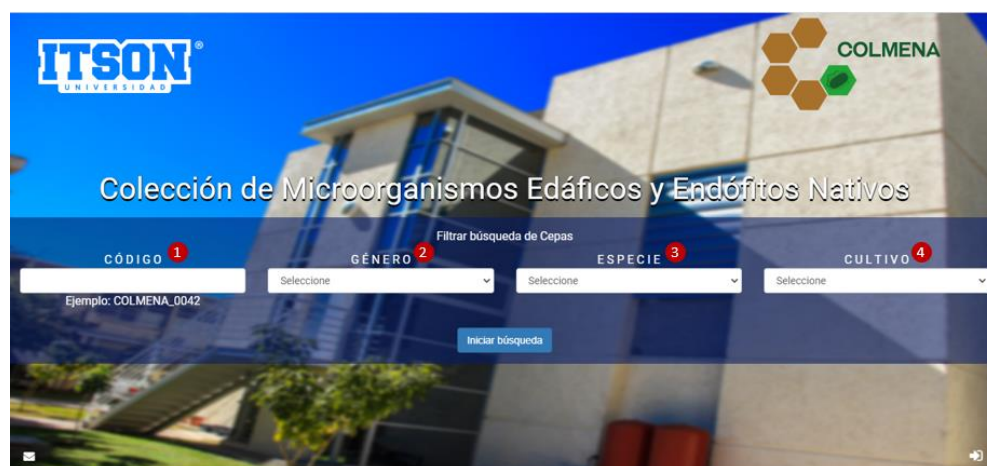 ITSON®
UNIVERSIDAD
COLMENA
Colección de Microorganismos Edáficos y Endófitos Nativos
Filtrar búsqueda de Cepas
CÓDIGO 1
GÉNERO 2
ESPECIE 3
CULTIVO 4
Seleccione
Seleccione
Seleccione
Ejemplo: COLMENA_0042
Iniciar búsqueda